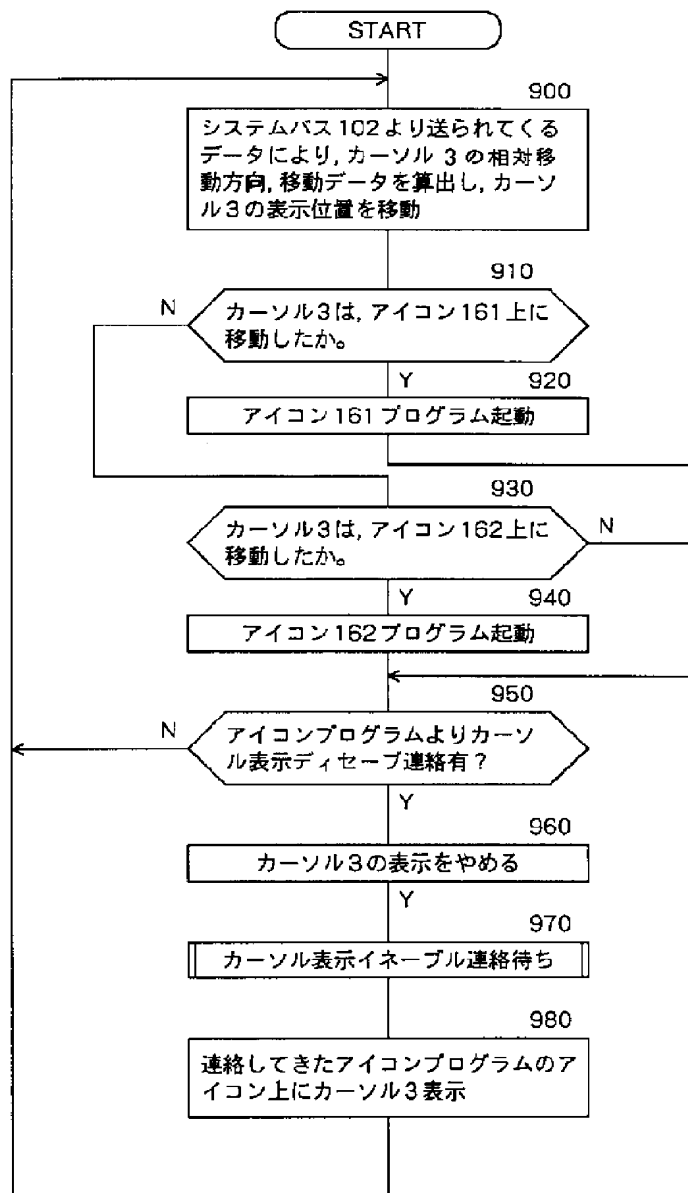 START
900
システムバス102より送られてくる
データにより,カーソル 3 の相対移
動方向,移動データを算出し,カーソ
ル3の表示位置を移動
910
N
カーソル3は,アイコン161上に
移動したか。
Y
920
アイコン161プログラム起動
930
カーソル3は,アイコン162上に
移動したか。
N
Y
940
アイコン162プログラム起動
950
N
アイコンプログラムよりカーソ
ル表示ディセーブ連絡有？
Y
960
カーソル3の表示をやめる
Y
970
カーソル表示イネーブル連絡待ち
980
連絡してきたアイコンプログラムのア
イコン上にカーソル3表示